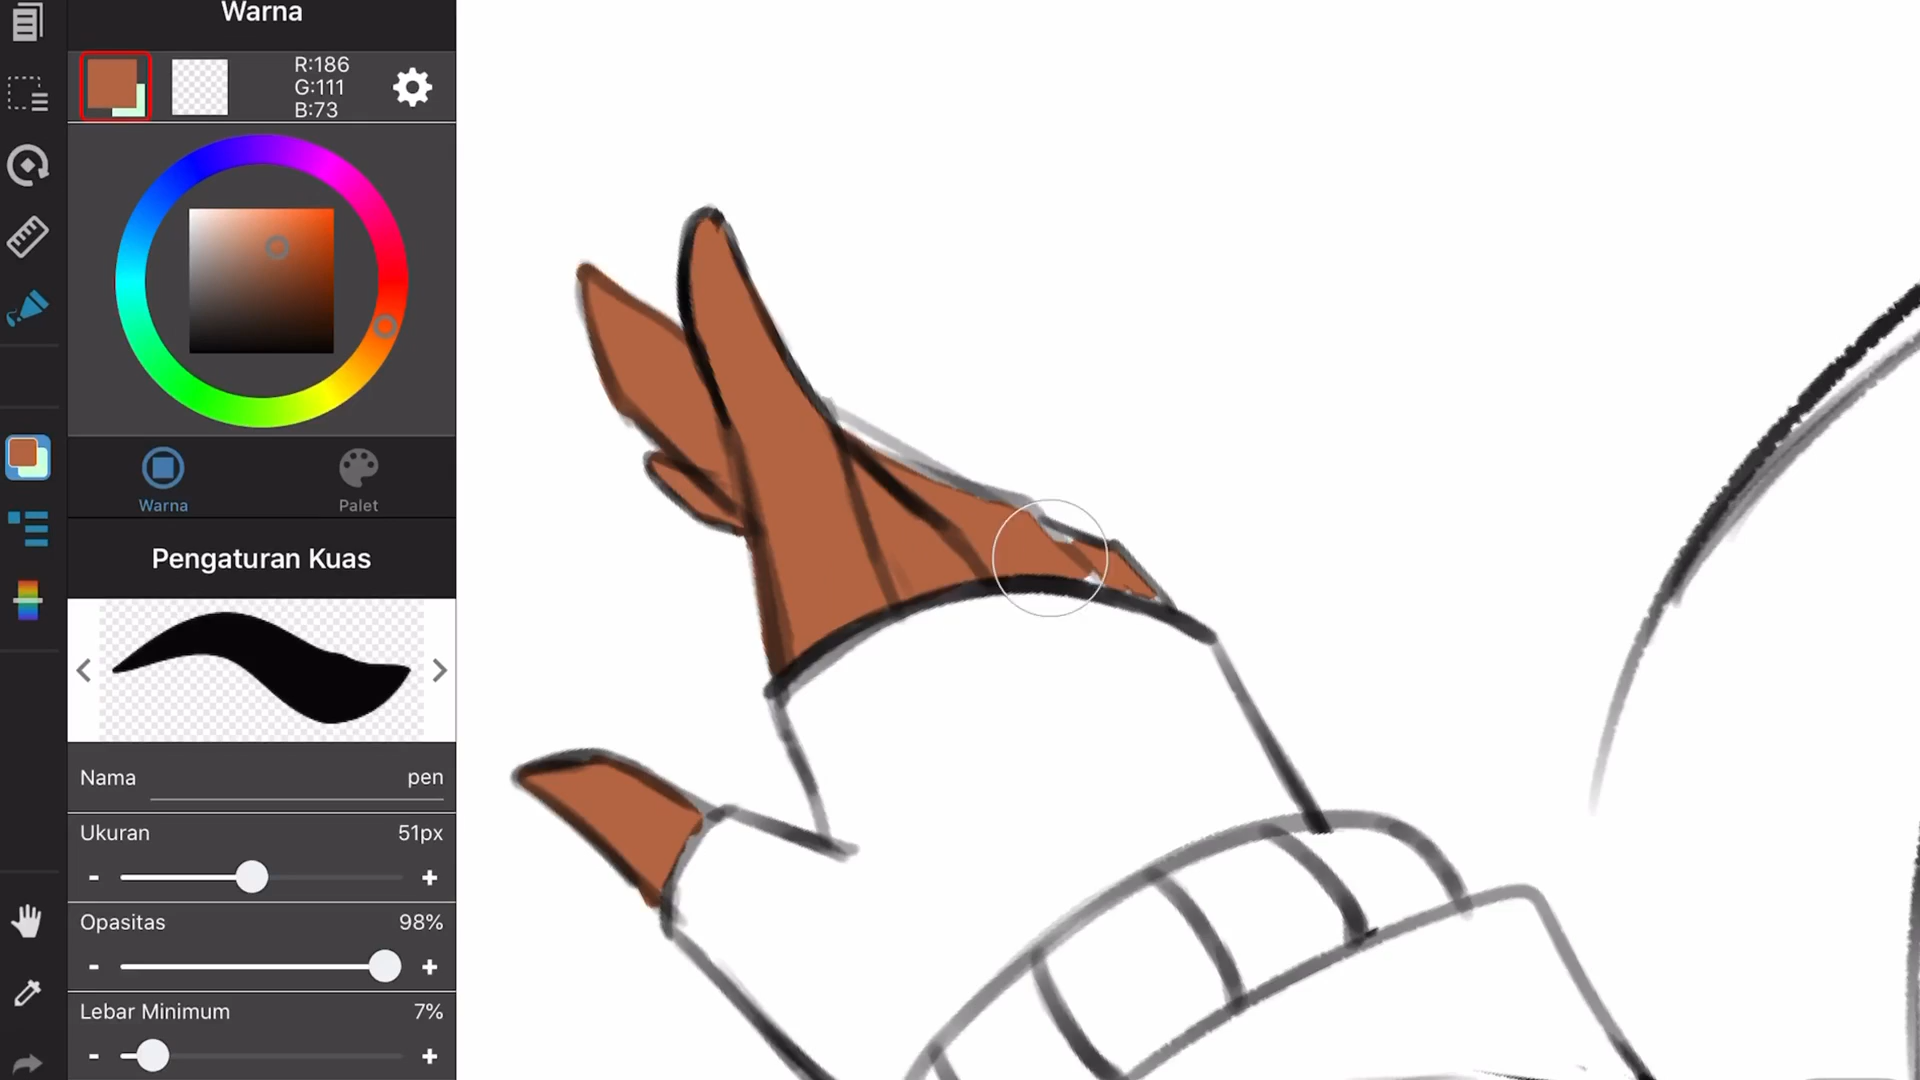 Warna
R:186
G:111
B:73
Warna
Palet
Pengaturan Kuas
Nama pen
Ukuran 51px
- +
Opasitas 98%
- +
Lebar Minimum 7%
- +